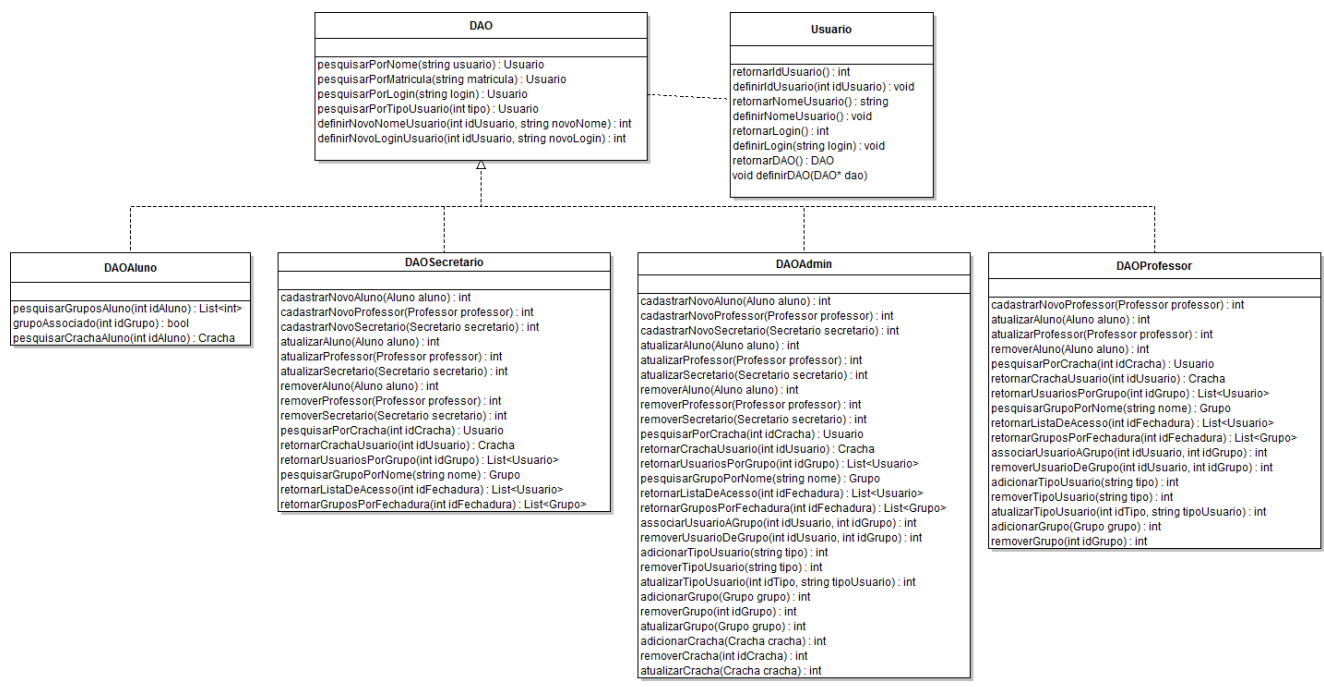 DAO
pesquisarPorNome(string usuario) : Usuario
pesquisarPorMatricula(string matricula) : Usuario
pesquisarPorLogin(string login) : Usuario
pesquisarPorTipoUsuario(int tipo) : Usuario
definirNovoNomeUsuario(int idUsuario, string novoNome) : int
definirNovoLoginUsuario(int idUsuario, string novoLogin) : int
Usuario
retornarIdUsuario() : int
definirIdUsuario(int idUsuario) : void
retornarNomeUsuario() : string
definirNomeUsuario() : void
retornarLogin() : int
definirLogin(string login) : void
retornarDAO() : DAO
void definirDAO(DAO* dao)
DAOAluno
pesquisarGruposAluno(int idAluno) : List<int>
grupoAssociado(int idGrupo) : bool
pesquisarCrachaAluno(int idAluno) : Cracha
DAOSecretario
cadastrarNovoAluno(Aluno aluno) : int
cadastrarNovoProfessor(Professor professor) : int
cadastrarNovoSecretario(Secretario secretario) : int
atualizarAluno(Aluno aluno) : int
atualizarProfessor(Professor professor) : int
atualizarSecretario(Secretario secretario) : int
removerAluno(Aluno aluno) : int
removerProfessor(Professor professor) : int
removerSecretario(Secretario secretario) : int
pesquisarPorCracha(int idCracha) : Usuario
retornarCrachaUsuario(int idUsuario) : Cracha
retornarUsuariosPorGrupo(int idGrupo) : List<Usuario>
pesquisarGrupoPorNome(string nome) : Grupo
retornarListaDeAcesso(int idFechadura) : List<Usuario>
retornarGruposPorFechadura(int idFechadura) : List<Grupo>
DAOAdmin
cadastrarNovoAluno(Aluno aluno) : int
cadastrarNovoProfessor(Professor professor) : int
cadastrarNovoSecretario(Secretario secretario) : int
atualizarAluno(Aluno aluno) : int
atualizarProfessor(Professor professor) : int
atualizarSecretario(Secretario secretario) : int
removerAluno(Aluno aluno) : int
removerProfessor(Professor professor) : int
removerSecretario(Secretario secretario) : int
pesquisarPorCracha(int idCracha) : Usuario
retornarCrachaUsuario(int idUsuario) : Cracha
retornarUsuariosPorGrupo(int idGrupo) : List<Usuario>
pesquisarGrupoPorNome(string nome) : Grupo
retornarListaDeAcesso(int idFechadura) : List<Usuario>
retornarGruposPorFechadura(int idFechadura) : List<Grupo>
associarUsuarioAGrupo(int idUsuario, int idGrupo) : int
removerUsuarioDeGrupo(int idUsuario, int idGrupo) : int
adicionarTipoUsuario(string tipo) : int
removerTipoUsuario(string tipo) : int
atualizarTipoUsuario(int idTipo, string tipoUsuario) : int
adicionarGrupo(Grupo grupo) : int
removerGrupo(int idGrupo) : int
atualizarGrupo(Grupo grupo) : int
adicionarCracha(Cracha cracha) : int
removerCracha(int idCracha) : int
atualizarCracha(Cracha cracha) : int
DAOProfessor
cadastrarNovoProfessor(Professor professor) : int
atualizarAluno(Aluno aluno) : int
atualizarProfessor(Professor professor) : int
removerAluno(Aluno aluno) : int
pesquisarPorCracha(int idCracha) : Usuario
retornarCrachaUsuario(int idUsuario) : Cracha
retornarUsuariosPorGrupo(int idGrupo) : List<Usuario>
pesquisarGrupoPorNome(string nome) : Grupo
retornarListaDeAcesso(int idFechadura) : List<Usuario>
retornarGruposPorFechadura(int idFechadura) : List<Grupo>
associarUsuarioAGrupo(int idUsuario, int idGrupo) : int
removerUsuarioDeGrupo(int idUsuario, int idGrupo) : int
adicionarTipoUsuario(string tipo) : int
removerTipoUsuario(string tipo) : int
atualizarTipoUsuario(int idTipo, string tipoUsuario) : int
adicionarGrupo(Grupo grupo) : int
removerGrupo(int idGrupo) : int